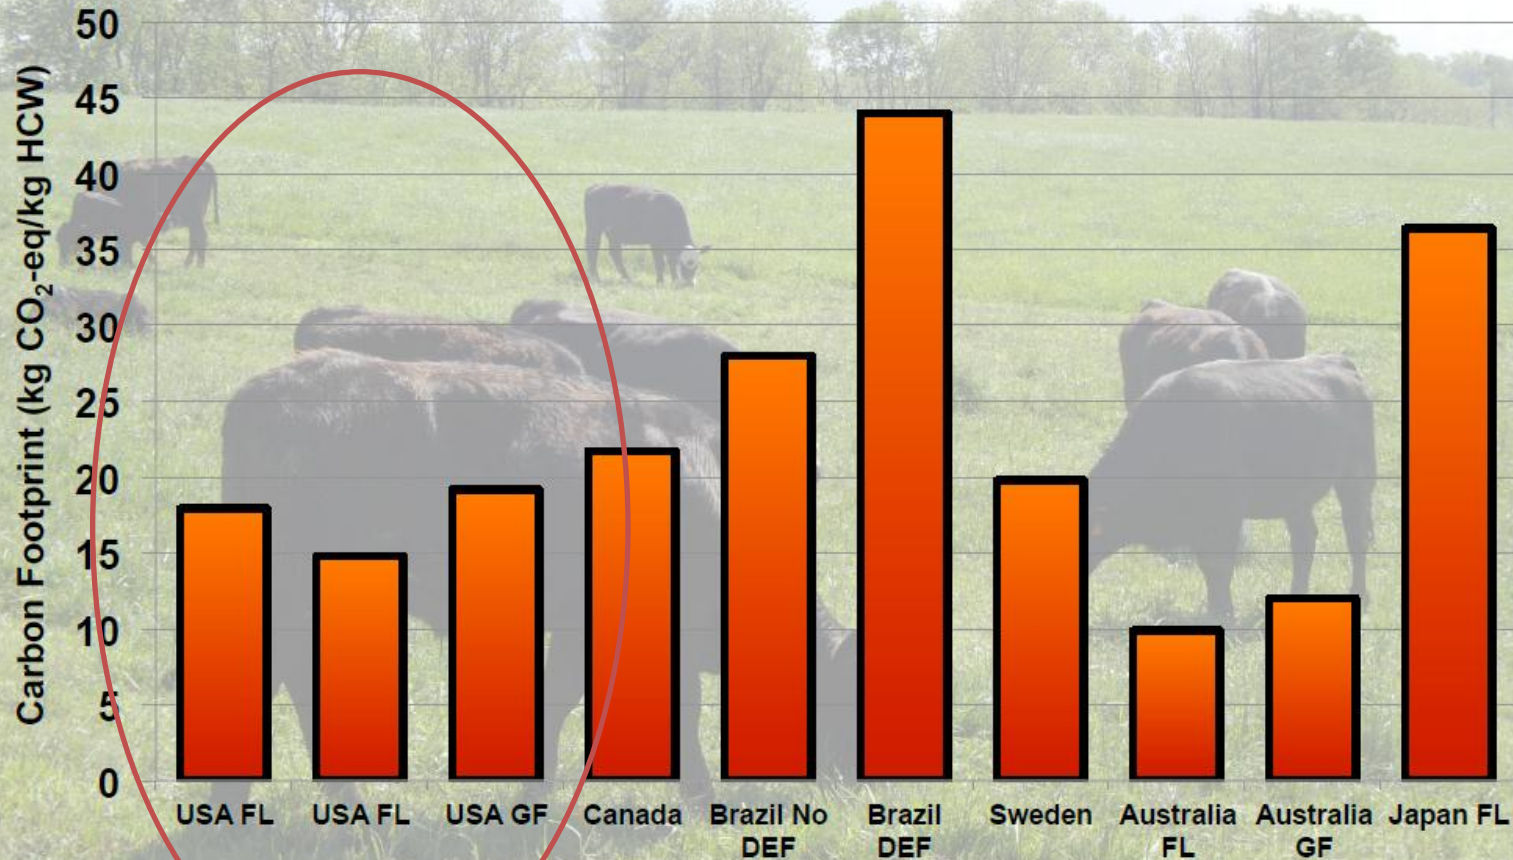 Carbon Footprint (kg CO₂-eq/kg HCW)
50
45
40
35
30
25
20
15
10
5
0
USA FL
USA FL
USA GF
Canada
Brazil No
DEF
Brazil
DEF
Sweden
Australia
FL
Australia
GF
Japan FL